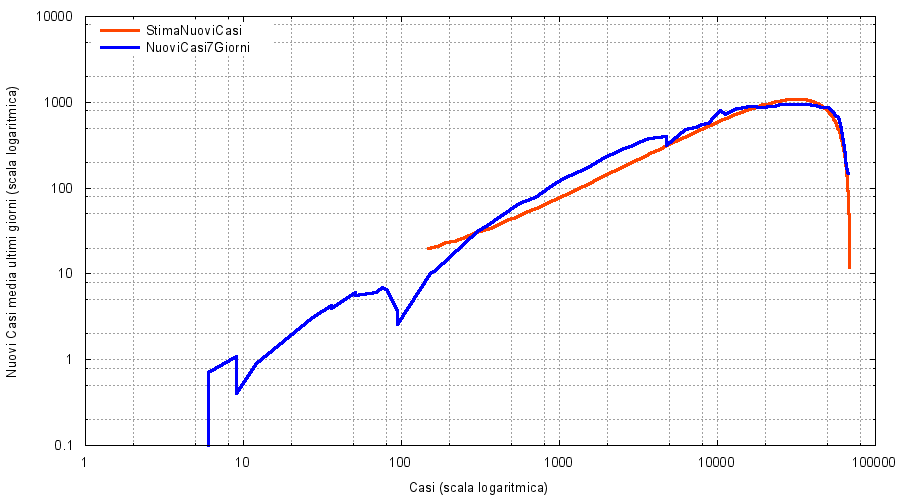 10000
StimaNuoviCasi
NuoviCasi7Giorni
1000
100
10
1
0.1
Nuovi Casi media ultimi giorni (scala logaritmica)
1 10 100 1000 10000 100000
Casi (scala logaritmica)